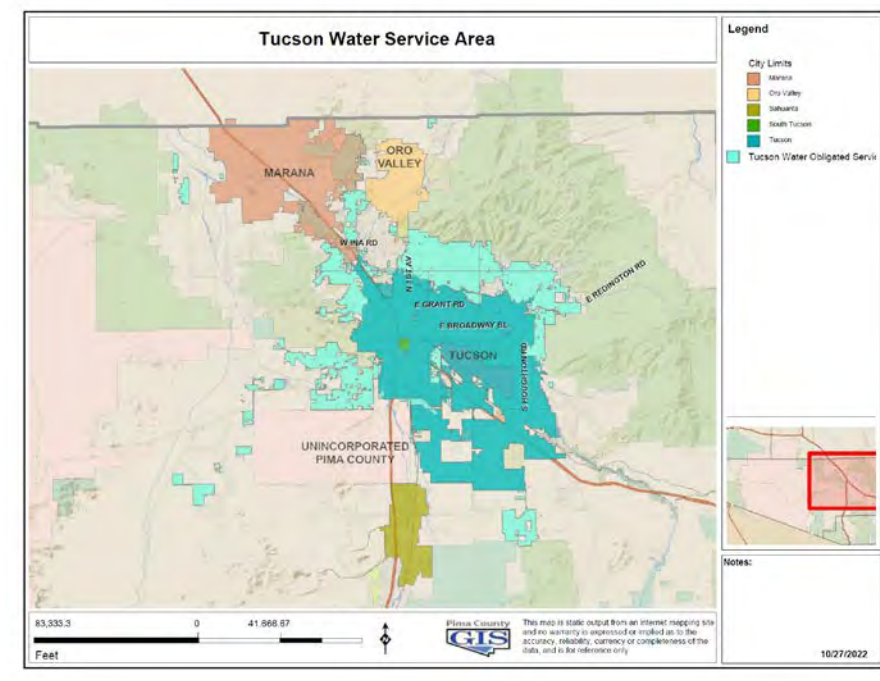 Tucson Water Service Area
Legend
City Limits
Marana
Oro Valley
Sahuarita
South Tucson
Tucson
Tucson Water Obligated Servi
ORO
VALLEY
MARANA
W INA RD
N 1ST AV
E REDINGTON RD
E GRANT RD
E BROADWAY BL
TUCSON
S HOUGHTON RD
UNINCORPORATED
PIMA COUNTY
Notes:
83,333.3
0
41,666.67
Feet
N
Pima County
GIS
This map is static output from an internet mapping site
and no warranty is expressed or implied as to the
accuracy, reliability, currency or completeness of the
data, and is for reference only
10/27/2022